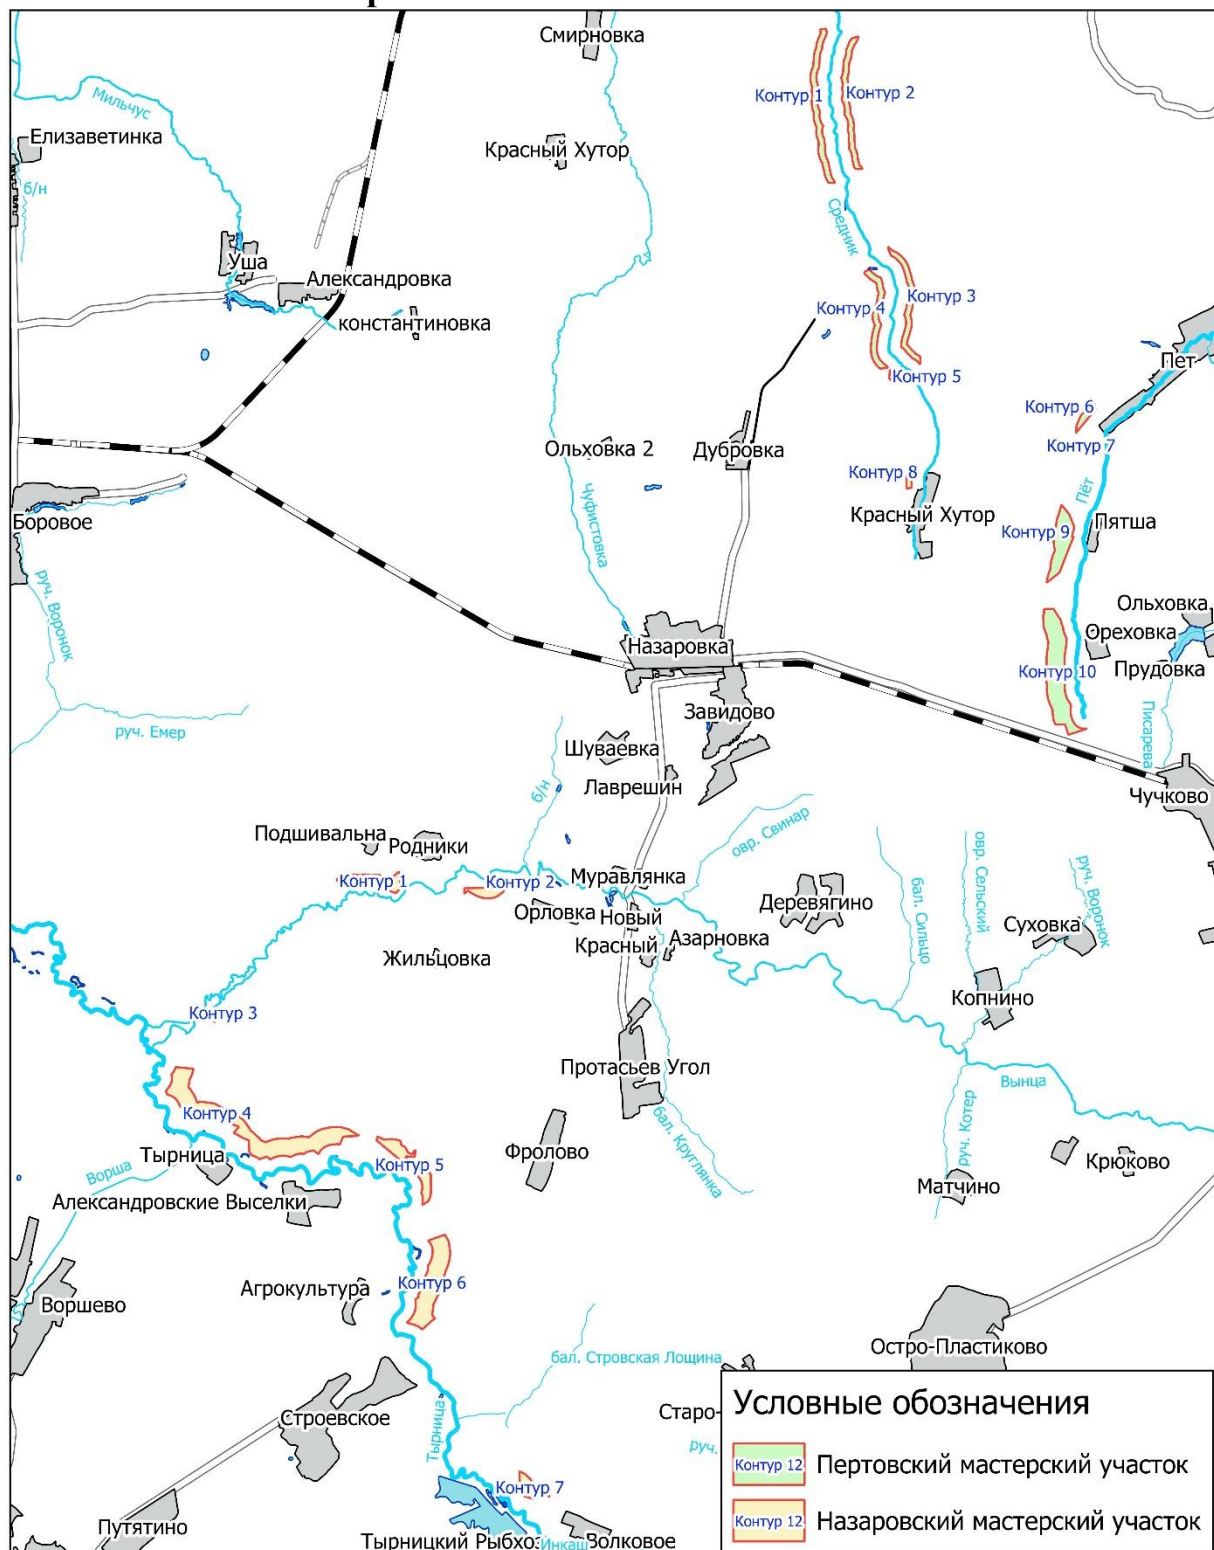 Смирновка
Контур 1
Контур 2
Мильчус
Елизаветинка
Красный Хутор
б/н
Средник
Уша
Александровка
Контур 3
Контур 4
константиновка
Пет
Контур 5
Контур 6
Контур 7
Ольховка 2
Дубровка
Контур 8
Чуфистовка
Пёт
Боровое
Красный Хутор
Контур 9
Пятша
руч. Воронок
Ольховка
Ореховка
Назаровка
Прудовка
Контур 10
Завидово
Писарева
руч. Емер
Шуваевка
Лаврешин
б/н
Чучково
Подшивальна
Родники
овр. Свинар
овр. Сельский
руч. Воронок
Контур 1
Контур 2
Муравлянка
бал. Сильцо
Деревягино
Орловка
Новый
Суховка
Красный
Азарновка
Жильцовка
Копнино
Контур 3
Протасьев Угол
Вынца
Контур 4
руч. Котер
бал. Круглянка
Тырница
Фролово
Крюково
Ворша
Контур 5
Матчино
Александровские Выселки
Агрокультура
Контур 6
Воршево
Остро-Пластиково
бал. Стровская Лощина
Строевское
Старо-
Тырница
руч.
Контур 7
Путятино
Тырницкий Рыбхоз
Инкаш
Волковое
Условные обозначения
Контур 12
Пертовский мастерский участок
Контур 12
Назаровский мастерский участок